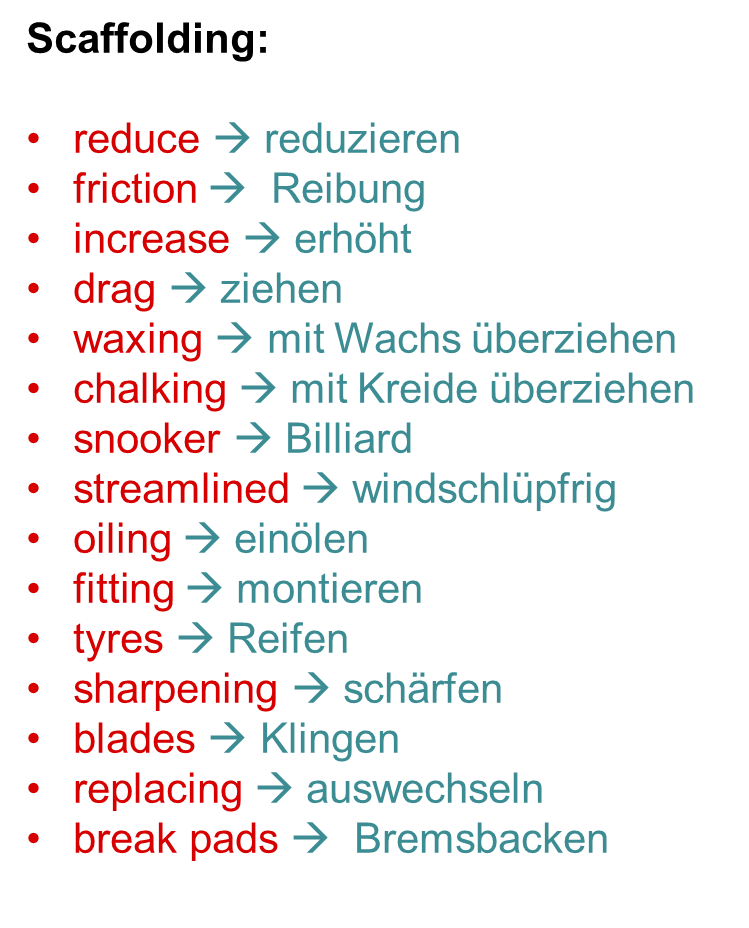 Scaffolding:
• reduce → reduzieren
• friction → Reibung
• increase → erhöht
• drag → ziehen
• waxing → mit Wachs überziehen
• chalking → mit Kreide überziehen
• snooker → Billiard
• streamlined → windschlüpfrig
• oiling → einölen
• fitting → montieren
• tyres → Reifen
• sharpening → schärfen
• blades → Klingen
• replacing → auswechseln
• break pads → Bremsbacken